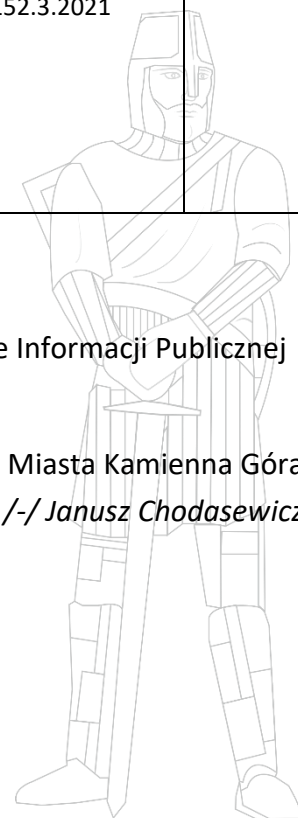 52.3.2021
e Informacji Publicznej
Miasta Kamienna Góra
/-/ Janusz Chodasewicz